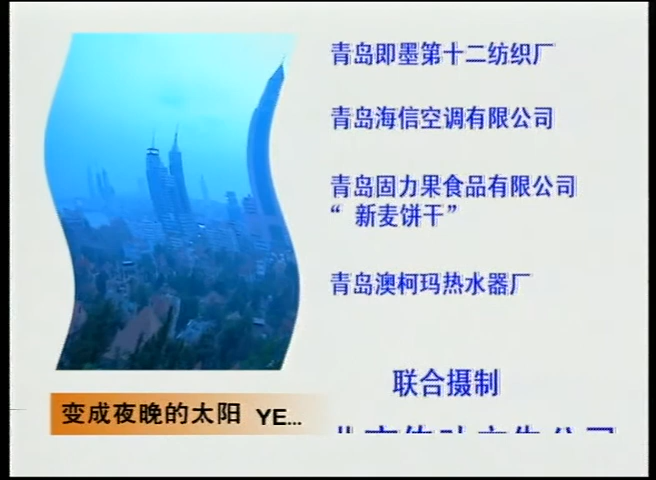 青岛即墨第十二纺织厂
青岛海信空调有限公司
青岛固力果食品有限公司
“新麦饼干”
青岛澳柯玛热水器厂
联合摄制
变成夜晚的太阳 YE...